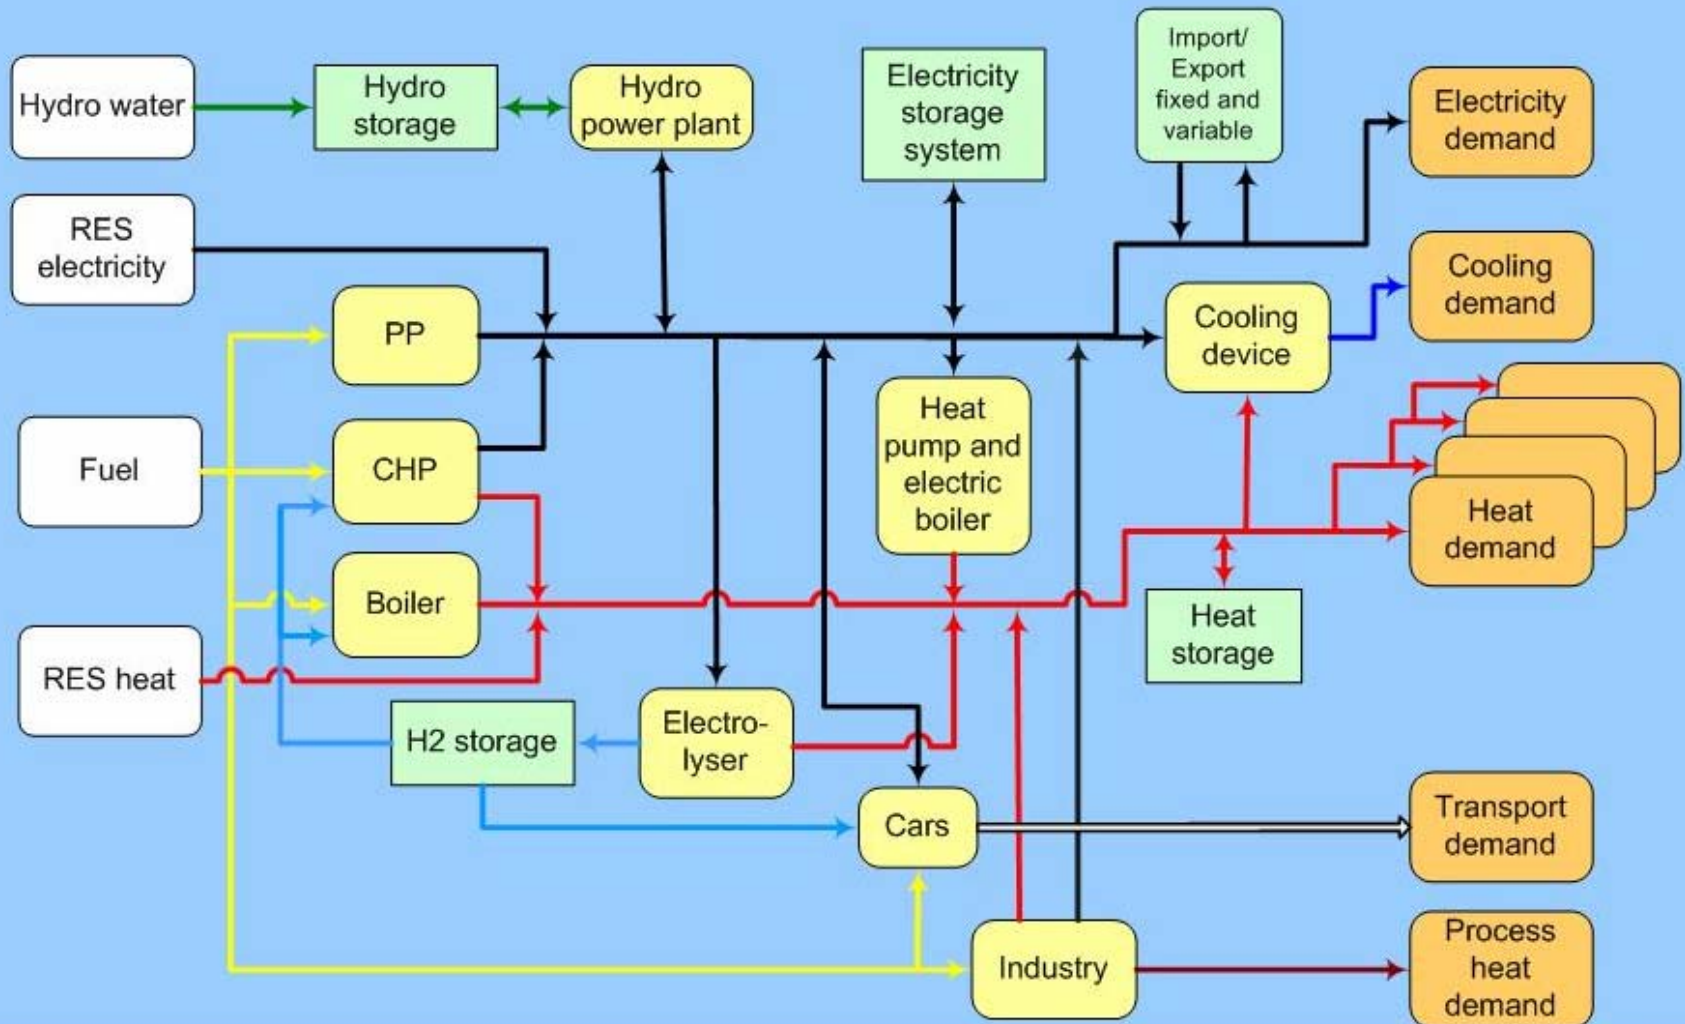 Hydro water
Hydro
storage
Hydro
power plant
Electricity
storage
system
Import/
Export
fixed and
variable
Electricity
demand
RES
electricity
PP
Cooling
device
Cooling
demand
Fuel
CHP
Heat
pump and
electric
boiler
Heat
demand
Boiler
Heat
storage
RES heat
H2 storage
Electro-
lyser
Cars
Transport
demand
Industry
Process
heat
demand